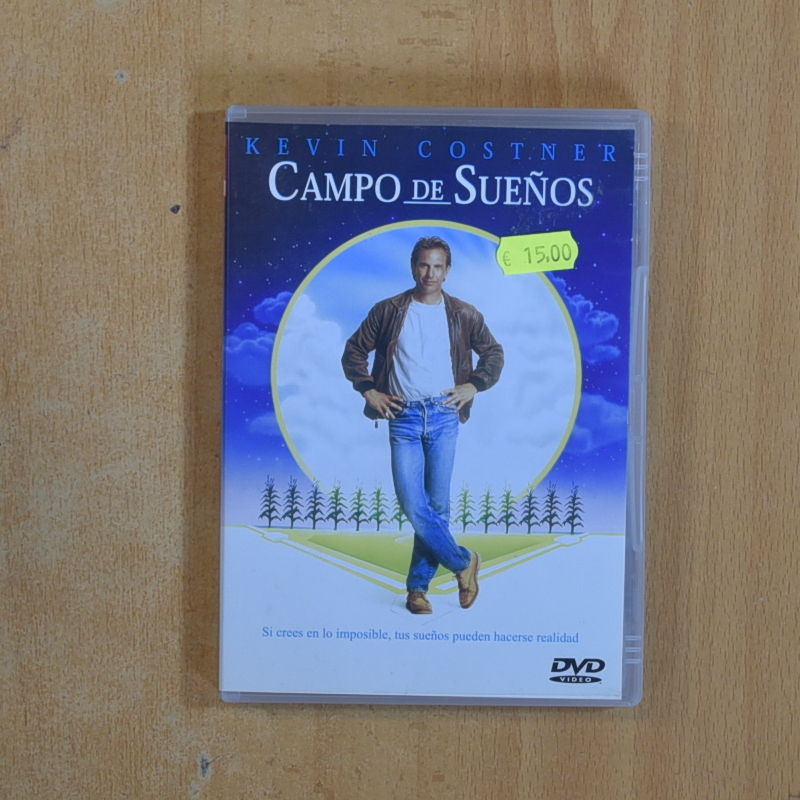 KEVIN COSTNER
CAMPO DE SUEÑOS
€ 15,00
Si crees en lo imposible, tus sueños pueden hacerse realidad
DVD
VIDEO